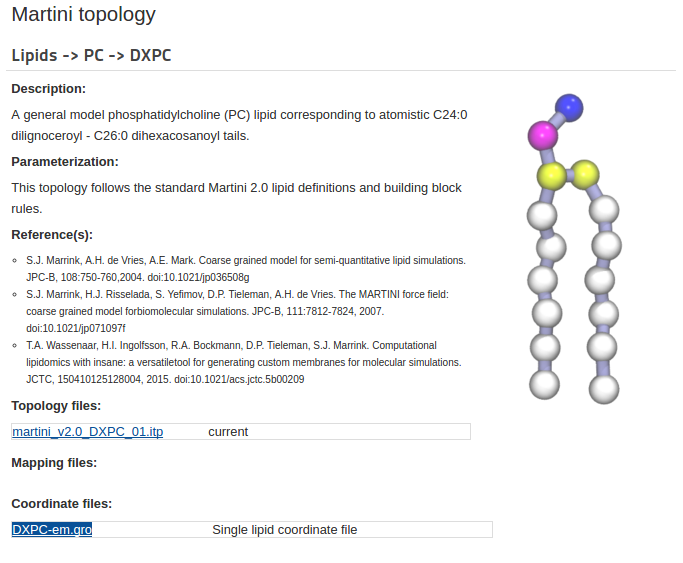 Martini topology
Lipids -> PC -> DXPC
Description:
A general model phosphatidylcholine (PC) lipid corresponding to atomistic C24:0
dilignoceroyl - C26:0 dihexacosanoyl tails.
Parameterization:
This topology follows the standard Martini 2.0 lipid definitions and building block
rules.
Reference(s):
S.J. Marrink, A.H. de Vries, A.E. Mark. Coarse grained model for semi-quantitative lipid simulations.
JPC-B, 108:750-760,2004. doi:10.1021/jp036508g
S.J. Marrink, H.J. Risselada, S. Yefimov, D.P. Tieleman, A.H. de Vries. The MARTINI force field:
coarse grained model forbiomolecular simulations. JPC-B, 111:7812-7824, 2007.
doi:10.1021/jp071097f
T.A. Wassenaar, H.I. Ingolfsson, R.A. Bockmann, D.P. Tieleman, S.J. Marrink. Computational
lipidomics with insane: a versatiletool for generating custom membranes for molecular simulations.
JCTC, 150410125128004, 2015. doi:10.1021/acs.jctc.5b00209
Topology files:
martini_v2.0_DXPC_01.itp current
Mapping files:
Coordinate files:
DXPC-em.gro Single lipid coordinate file